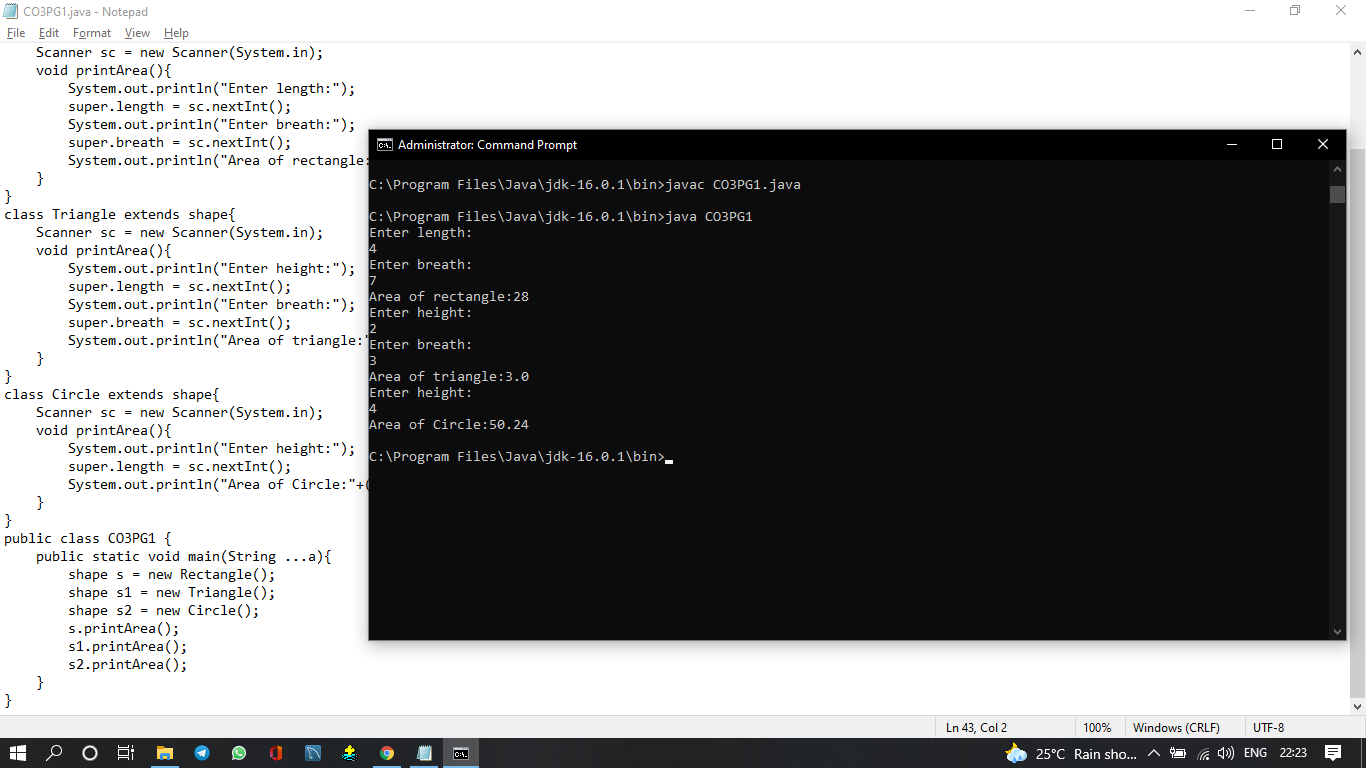 CO3PG1.java - Notepad
File Edit Format View Help
Scanner sc = new Scanner(System.in);
void printArea(){
System.out.println("Enter length:");
super.length = sc.nextInt();
System.out.println("Enter breath:");
super.breath = sc.nextInt();
System.out.println("Area of rectangle:
}
}
class Triangle extends shape{
Scanner sc = new Scanner(System.in);
void printArea(){
System.out.println("Enter height:");
super.length = sc.nextInt();
System.out.println("Enter breath:");
super.breath = sc.nextInt();
System.out.println("Area of triangle:"
}
}
class Circle extends shape{
Scanner sc = new Scanner(System.in);
void printArea(){
System.out.println("Enter height:");
super.length = sc.nextInt();
System.out.println("Area of Circle:"+(
}
}
public class CO3PG1 {
public static void main(String ...a){
shape s = new Rectangle();
shape s1 = new Triangle();
shape s2 = new Circle();
s.printArea();
s1.printArea();
s2.printArea();
}
}
Administrator: Command Prompt
C:\Program Files\Java\jdk-16.0.1\bin>javac CO3PG1.java
C:\Program Files\Java\jdk-16.0.1\bin>java CO3PG1
Enter length:
4
Enter breath:
7
Area of rectangle:28
Enter height:
2
Enter breath:
3
Area of triangle:3.0
Enter height:
4
Area of Circle:50.24
C:\Program Files\Java\jdk-16.0.1\bin>
Ln 43, Col 2 100% Windows (CRLF) UTF-8
25°C Rain sho... ENG 22:23